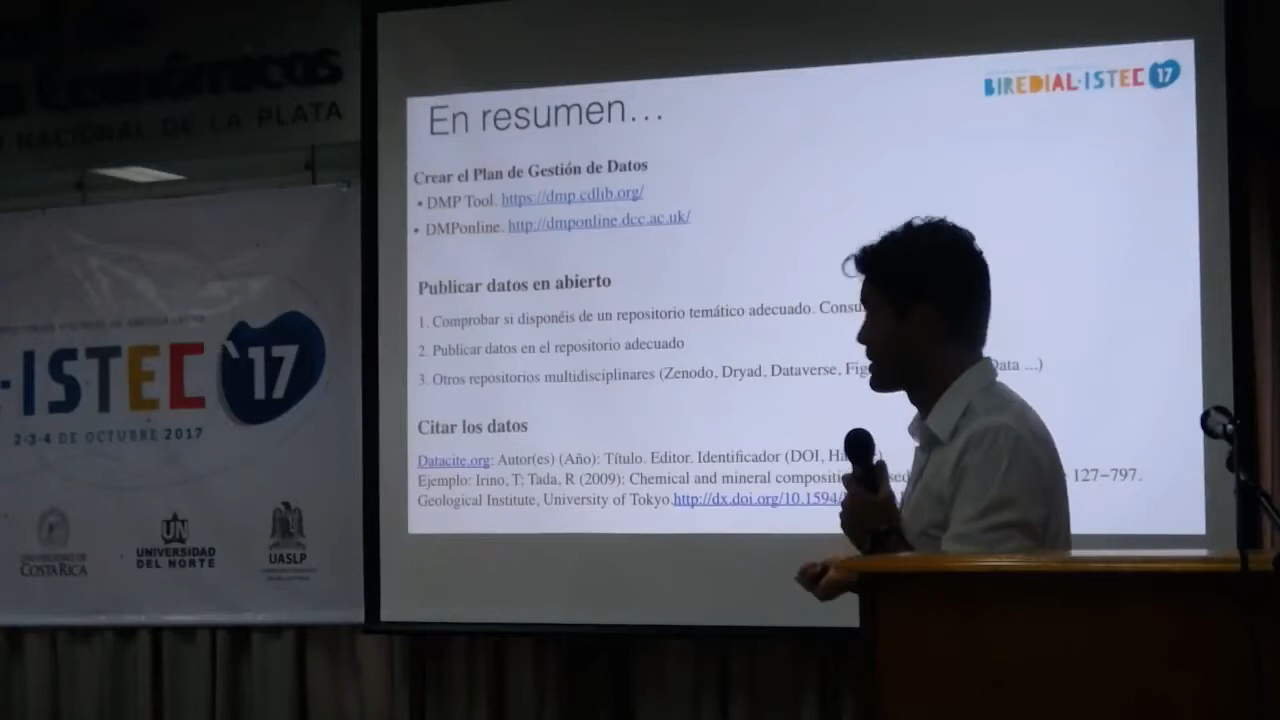 Económicas
NACIONAL DE LA PLATA
ISTEC '17
2·3·4 DE OCTUBRE 2017
UNIVERSIDAD DE
COSTA RICA
UN
UNIVERSIDAD
DEL NORTE
UASLP
BIREDIAL·ISTEC 17
En resumen…
Crear el Plan de Gestión de Datos
• DMP Tool. https://dmp.cdlib.org/
• DMPonline. http://dmponline.dcc.ac.uk/
Publicar datos en abierto
1. Comprobar si disponéis de un repositorio temático adecuado.
2. Publicar datos en el repositorio adecuado
3. Otros repositorios multidisciplinares (Zenodo, Dryad, Dataverse, Data ...)
Citar los datos
Datacite.org: Autor(es) (Año): Título. Editor. Identificador (DOI,
Ejemplo: Irino, T; Tada, R (2009): Chemical and mineral 127–797.
Geological Institute, University of Tokyo.http://dx.doi.org/10.1594/